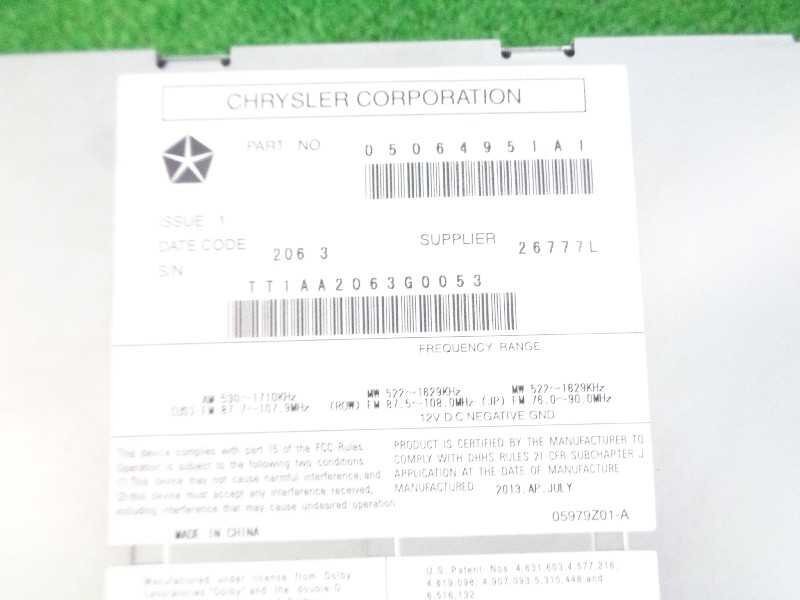 CHRYSLER CORPORATION
PART NO 05064951AI
ISSUE 1
DATE CODE 206 3 SUPPLIER 26777L
S/N
TT1AA2063G0053
FREQUENCY RANGE
AM 530~1710KHz MW 522~1629KHz MW 522~1629KHz
(US) FM 87.7~107.9MHz (ROW) FM 87.5~108.0MHz (JP) FM 76.0~90.0MHz
12V D.C NEGATIVE GND
This device complies with part 15 of the FCC Rules.
Operation is subject to the following two conditions.
(1)This device may not cause harmful interference, and
(2)this device must accept any interference received,
including interference that may cause undesired operation.
PRODUCT IS CERTIFIED BY THE MANUFACTURER TO
COMPLY WITH DHHS RULES 21 CFR SUBCHAPTER J
APPLICATION AT THE DATE OF MANUFACTURE
MANUFACTURED 2013.AP.JULY
05979Z01-A
MADE IN CHINA
Manufactured under license from Dolby
Laboratories "Dolby" and the double-D
U.S. Patent Nos. 4,631,603,4,577,216,
4,819,098, 4,907,093,5,315,448 and
6,516,132